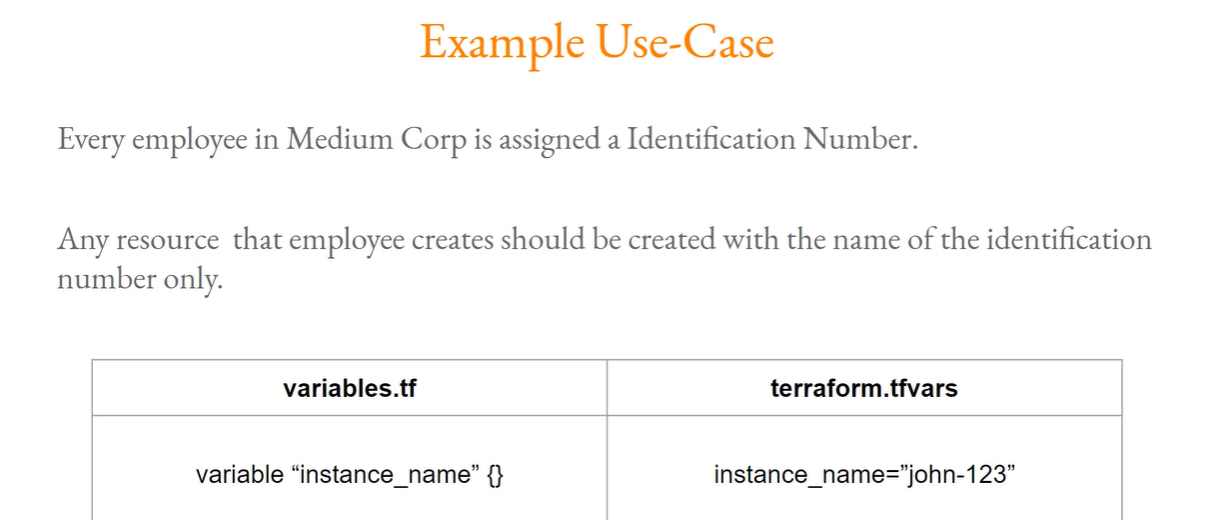 Example Use-Case
Every employee in Medium Corp is assigned a Identification Number.
Any resource  that employee creates should be created with the name of the identification
number only.
variables.tf
terraform.tfvars
variable “instance_name” {}
instance_name=”john-123”